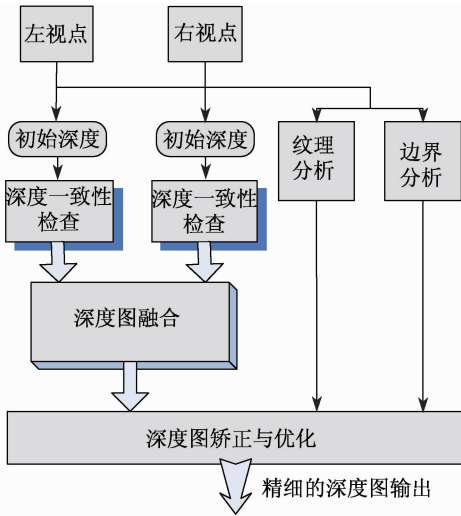 左视点
右视点
初始深度
初始深度
纹理
分析
边界
分析
深度一致性
检查
深度一致性
检查
深度图融合
深度图矫正与优化
精细的深度图输出